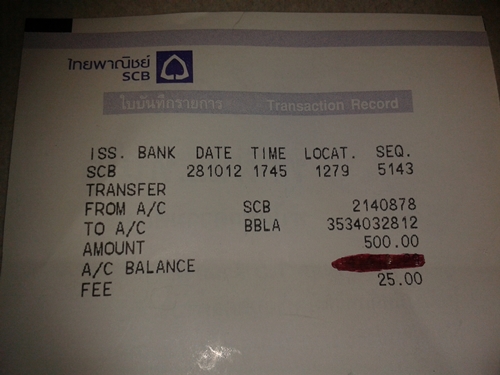 ไทยพาณิชย์
SCB
ใบบันทึกรายการ Transaction Record
ISS. BANK DATE TIME LOCAT. SEQ.
SCB 281012 1745 1279 5143
TRANSFER
FROM A/C SCB 2140878
TO A/C BBLA 3534032812
AMOUNT 500.00
A/C BALANCE
FEE 25.00